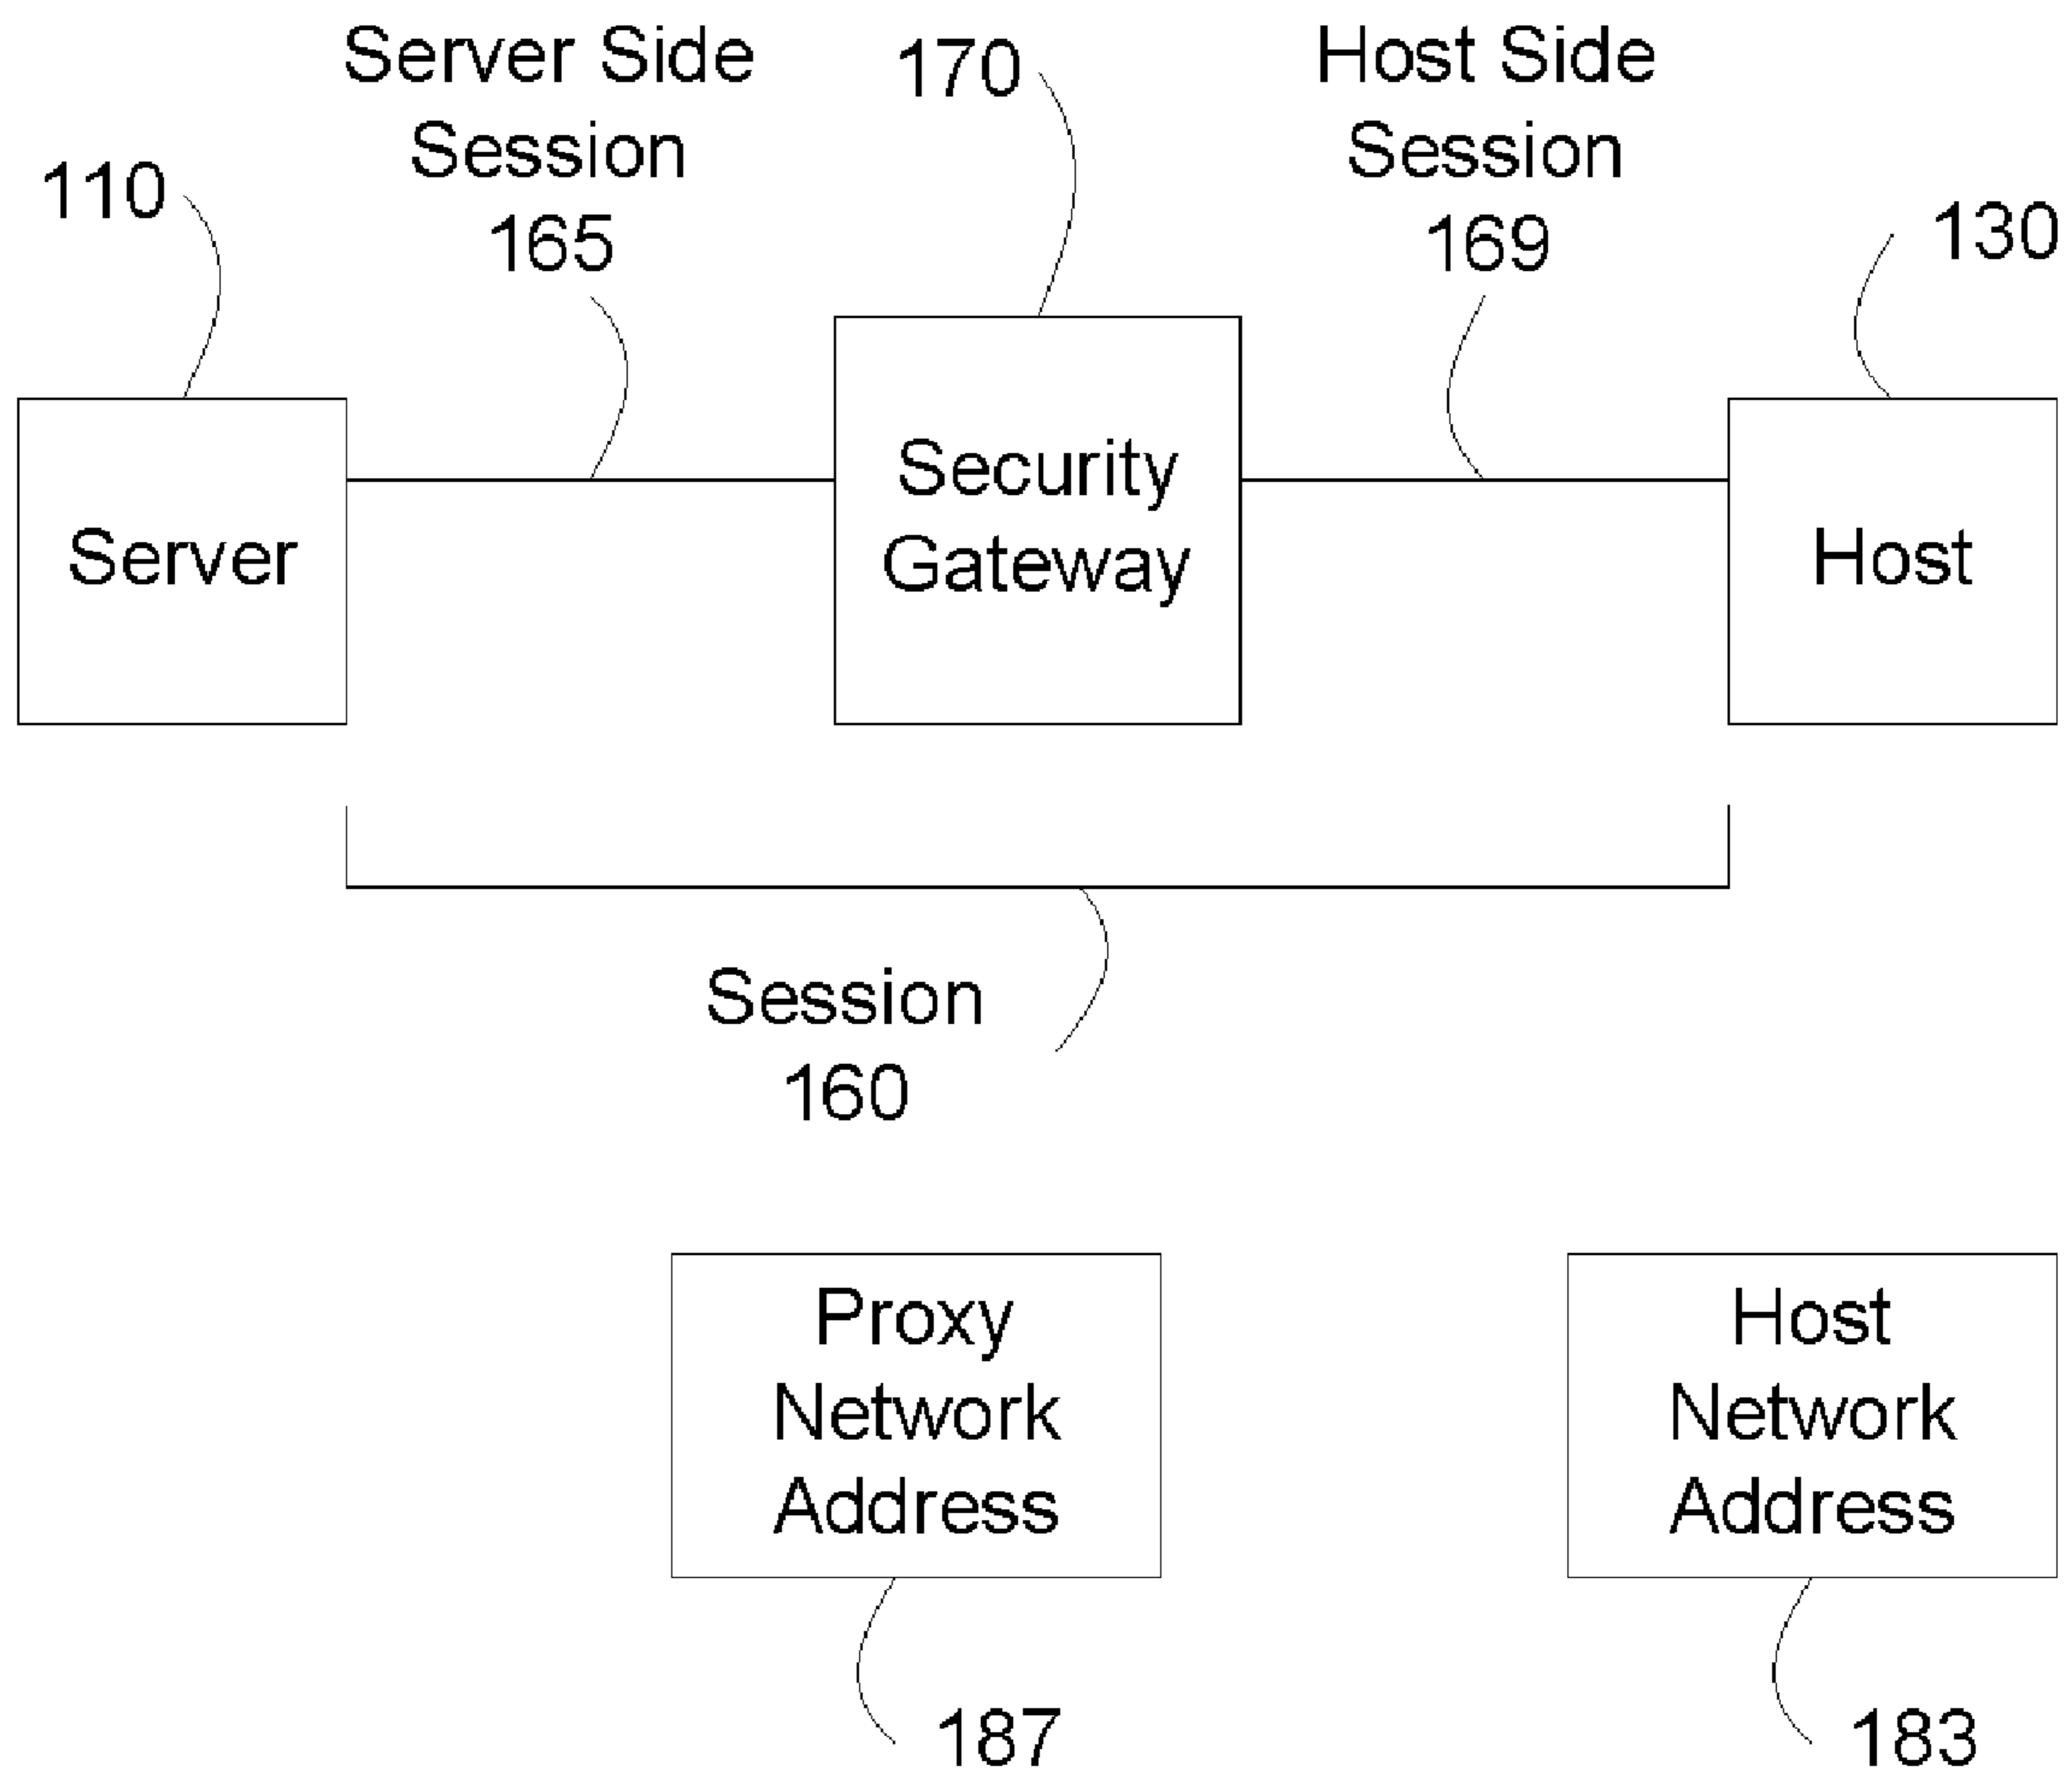 Server Side
Session
165
170
Host Side
Session
169
110
130
Server
Security
Gateway
Host
Session
160
Proxy
Network
Address
Host
Network
Address
187
183